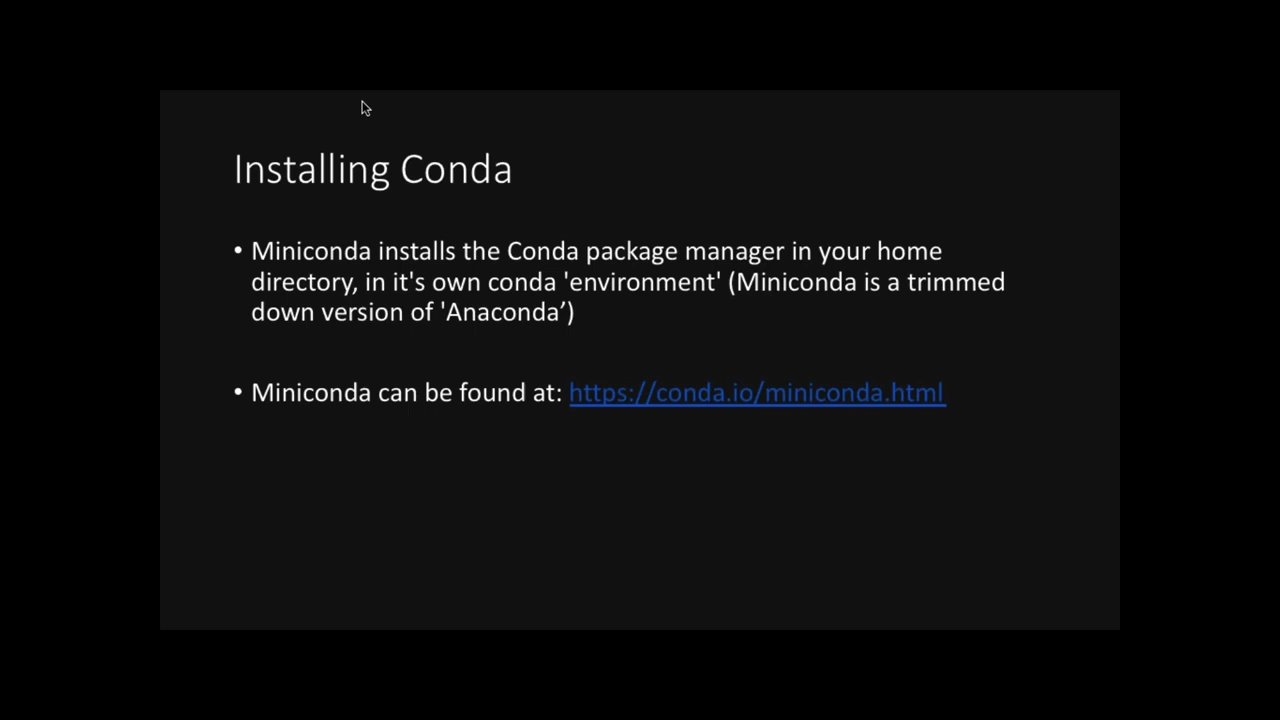 Installing Conda
• Miniconda installs the Conda package manager in your home
directory, in it's own conda 'environment' (Miniconda is a trimmed
down version of 'Anaconda’)
• Miniconda can be found at: https://conda.io/miniconda.html